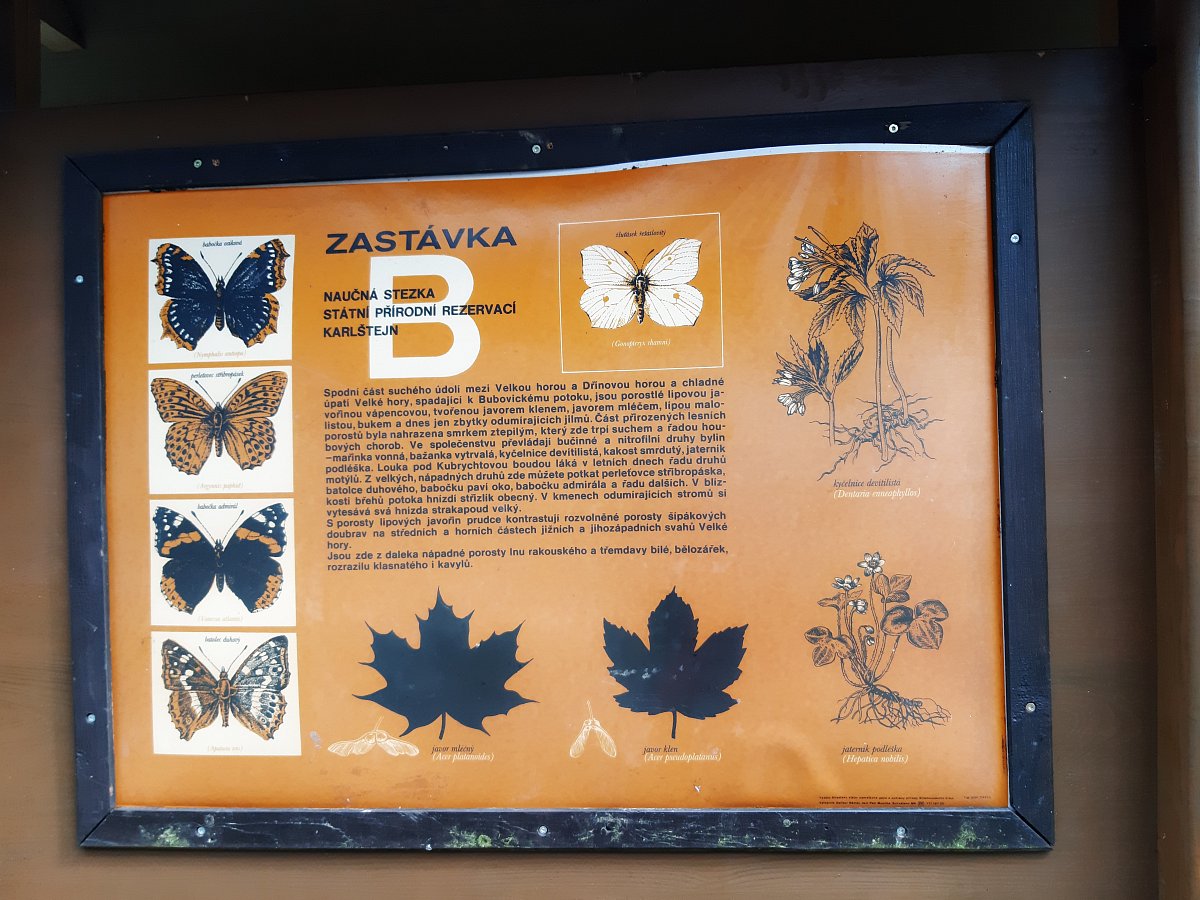 babočka osiková
(Nymphalis antiopa)
perleťovec stříbropásek
(Argynnis paphia)
babočka admirál
(Vanessa atlanta)
batolec duhový
(Apatura iris)
ZASTÁVKA
B
NAUČNÁ STEZKA
STÁTNÍ PŘÍRODNÍ REZERVACÍ
KARLŠTEJN
žluťásek řešetlákový
(Gonopteryx rhamni)
Spodní část suchého údolí mezi Velkou horou a Dřínovou horou a chladné
úpatí Velké hory, spadající k Bubovickému potoku, jsou porostlé lipovou ja-
vořinou vápencovou, tvořenou javorem klenem, javorem mléčem, lípou malo-
listou, bukem a dnes jen zbytky odumírajících jilmů. Část přirozených lesních
porostů byla nahrazena smrkem ztepilým, který zde trpí suchem a řadou hou-
bových chorob. Ve společenstvu převládají bučinné a nitrofilní druhy bylin
–mařinka vonná, bažanka vytrvalá, kyčelnice devítilistá, kakost smrdutý, jaterník
podléška. Louka pod Kubrychtovou boudou láká v letních dnech řadu druhů
motýlů. Z velkých, nápadných druhů zde můžete potkat perleťovce stříbropáska,
batolce duhového, babočku paví oko, babočku admirála a řadu dalších. V blíz-
kosti břehů potoka hnízdí střízlík obecný. V kmenech odumírajících stromů si
vytesává svá hnízda strakapoud velký.
S porosty lipových javořin prudce kontrastují rozvolněné porosty šipákových
doubrav na středních a horních částech jižních a jihozápadních svahů Velké
hory.
Jsou zde z daleka nápadné porosty lnu rakouského a třemdavy bílé, bělozářek,
rozrazilu klasnatého i kavylů.
kyčelnice devítilistá
(Dentaria enneaphyllos)
javor mléčný
(Acer platanoides)
javor klen
(Acer pseudoplatanus)
jaterník podléška
(Hepatica nobilis)